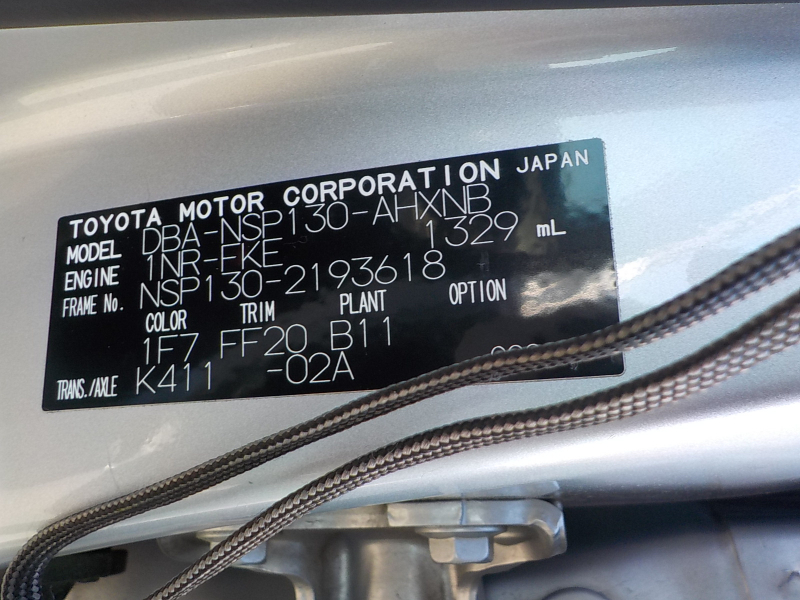 TOYOTA MOTOR CORPORATION JAPAN
MODEL DBA-NSP130-AHXNB
ENGINE 1NR-FKE 1329 mL
FRAME No. NSP130-2193618
COLOR TRIM PLANT OPTION
1F7 FF20 B11
TRANS./AXLE K411 -02A